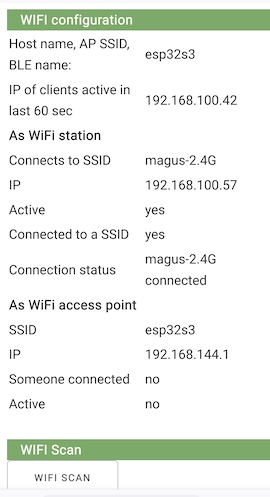 WIFI configuration
Host name, AP SSID,
BLE name:
esp32s3
IP of clients active in
last 60 sec
192.168.100.42
As WiFi station
Connects to SSID magus-2.4G
IP 192.168.100.57
Active yes
Connected to a SSID yes
Connection status
magus-2.4G
connected
As WiFi access point
SSID esp32s3
IP 192.168.144.1
Someone connected no
Active no
WIFI Scan
WIFI SCAN